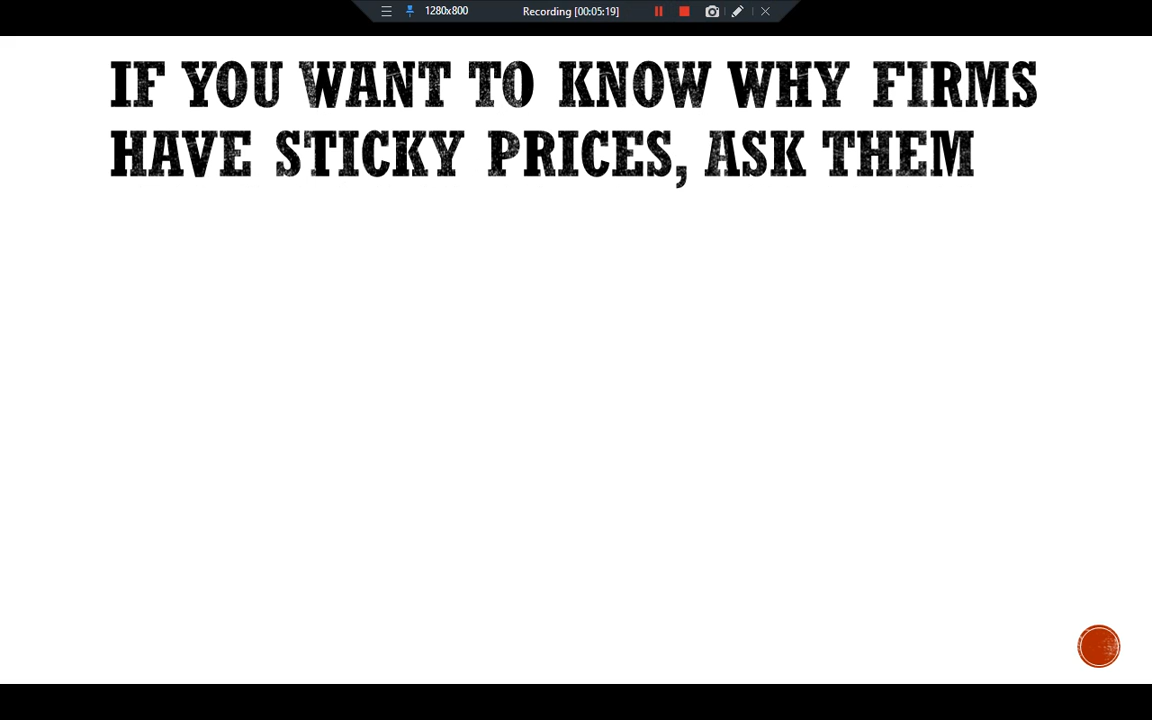 1280x800
Recording [00:05:19]
IF YOU WANT TO KNOW WHY FIRMS
HAVE STICKY PRICES, ASK THEM